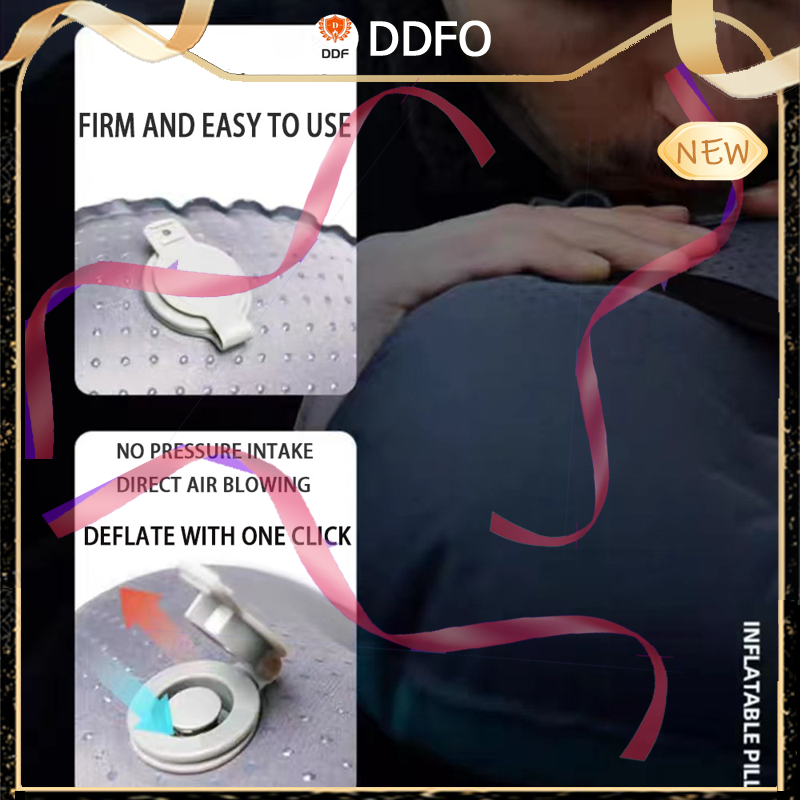 DDF
DDFO
NEW
FIRM AND EASY TO USE
NO PRESSURE INTAKE
DIRECT AIR BLOWING
DEFLATE WITH ONE CLICK
INFLATABLE PILL